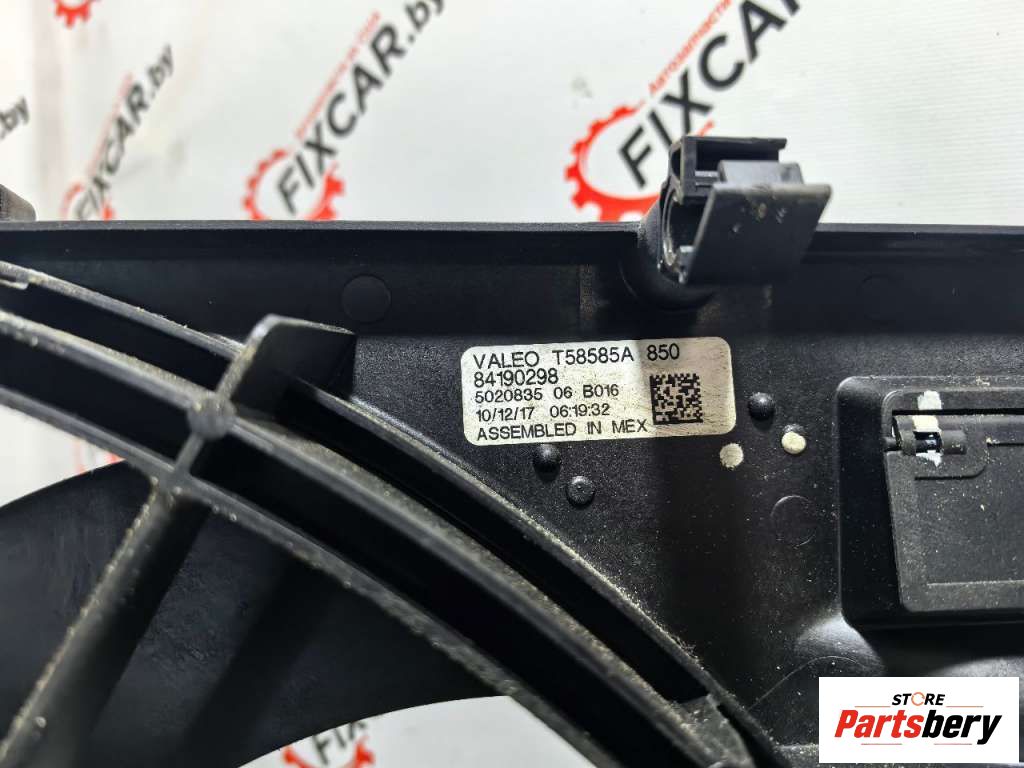 FIXCAR.by
Автозапчасти
FIXCAR.by
FIXCAR.by
VALEO T58585A 850
84190298
5020835 06 B016
10/12/17 06:19:32
ASSEMBLED IN MEX
STORE
Partsbery